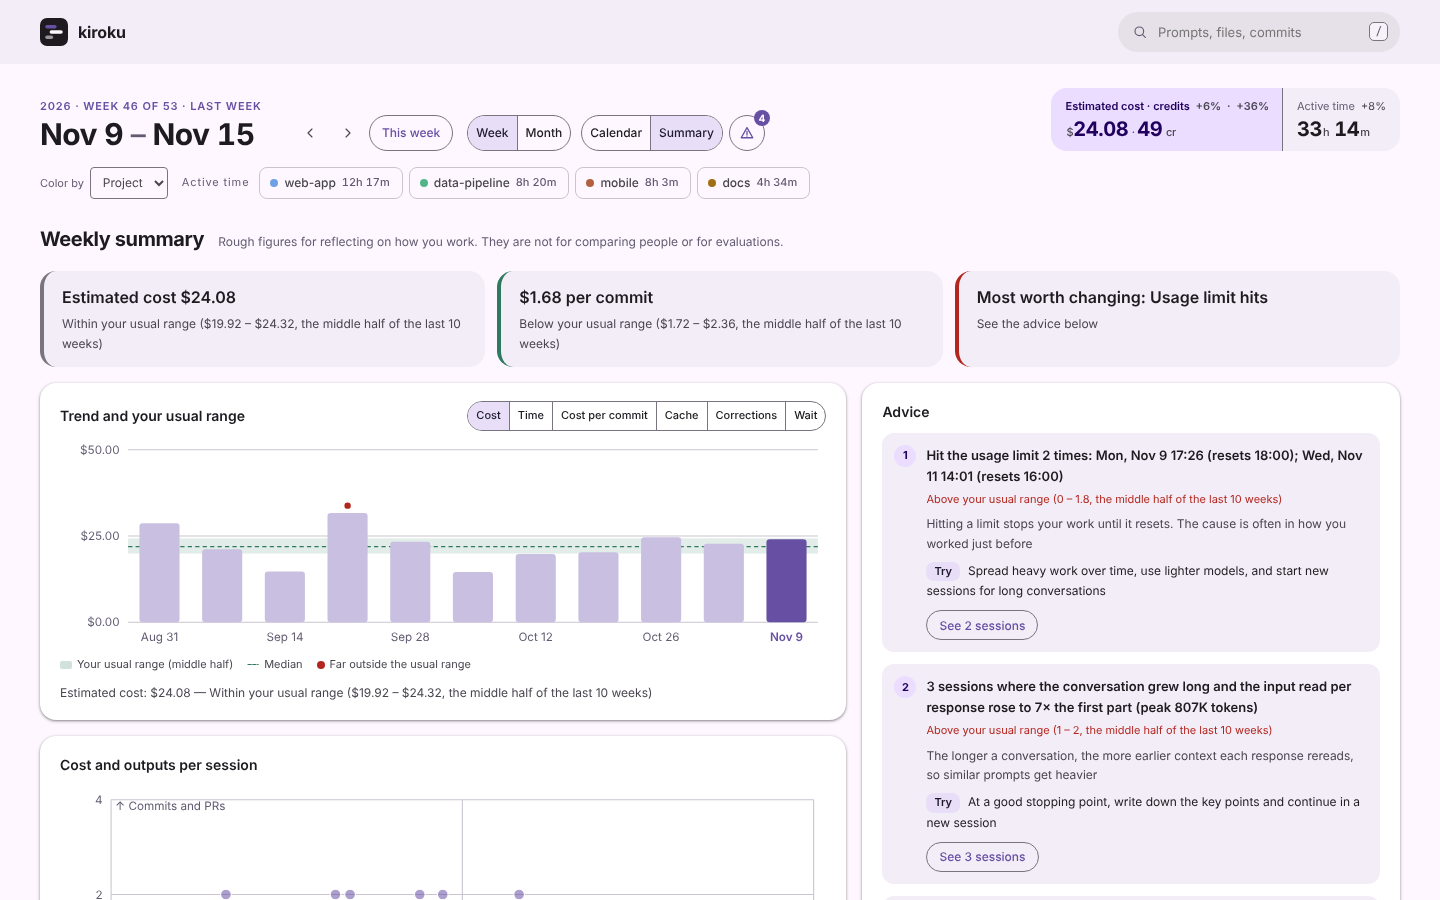 kiroku
Prompts, files, commits
/
2026 · WEEK 46 OF 53 · LAST WEEK
Nov 9 – Nov 15
This week
Week
Month
Calendar
Summary
4
Estimated cost · credits +6% · +36%
$24.08 · 49 cr
Active time +8%
33h 14m
Color by
Project
Active time
web-app 12h 17m
data-pipeline 8h 20m
mobile 8h 3m
docs 4h 34m
Weekly summary
Rough figures for reflecting on how you work. They are not for comparing people or for evaluations.
Estimated cost $24.08
Within your usual range ($19.92 – $24.32, the middle half of the last 10
weeks)
$1.68 per commit
Below your usual range ($1.72 – $2.36, the middle half of the last 10
weeks)
Most worth changing: Usage limit hits
See the advice below
Trend and your usual range
Cost
Time
Cost per commit
Cache
Corrections
Wait
$50.00
$25.00
$0.00
Aug 31
Sep 14
Sep 28
Oct 12
Oct 26
Nov 9
Your usual range (middle half)
Median
Far outside the usual range
Estimated cost: $24.08 — Within your usual range ($19.92 – $24.32, the middle half of the last 10 weeks)
Cost and outputs per session
4
↑ Commits and PRs
2
Advice
1
Hit the usage limit 2 times: Mon, Nov 9 17:26 (resets 18:00); Wed, Nov
11 14:01 (resets 16:00)
Above your usual range (0 – 1.8, the middle half of the last 10 weeks)
Hitting a limit stops your work until it resets. The cause is often in how you
worked just before
Try Spread heavy work over time, use lighter models, and start new
sessions for long conversations
See 2 sessions
2
3 sessions where the conversation grew long and the input read per
response rose to 7× the first part (peak 807K tokens)
Above your usual range (1 – 2, the middle half of the last 10 weeks)
The longer a conversation, the more earlier context each response rereads,
so similar prompts get heavier
Try At a good stopping point, write down the key points and continue in a
new session
See 3 sessions